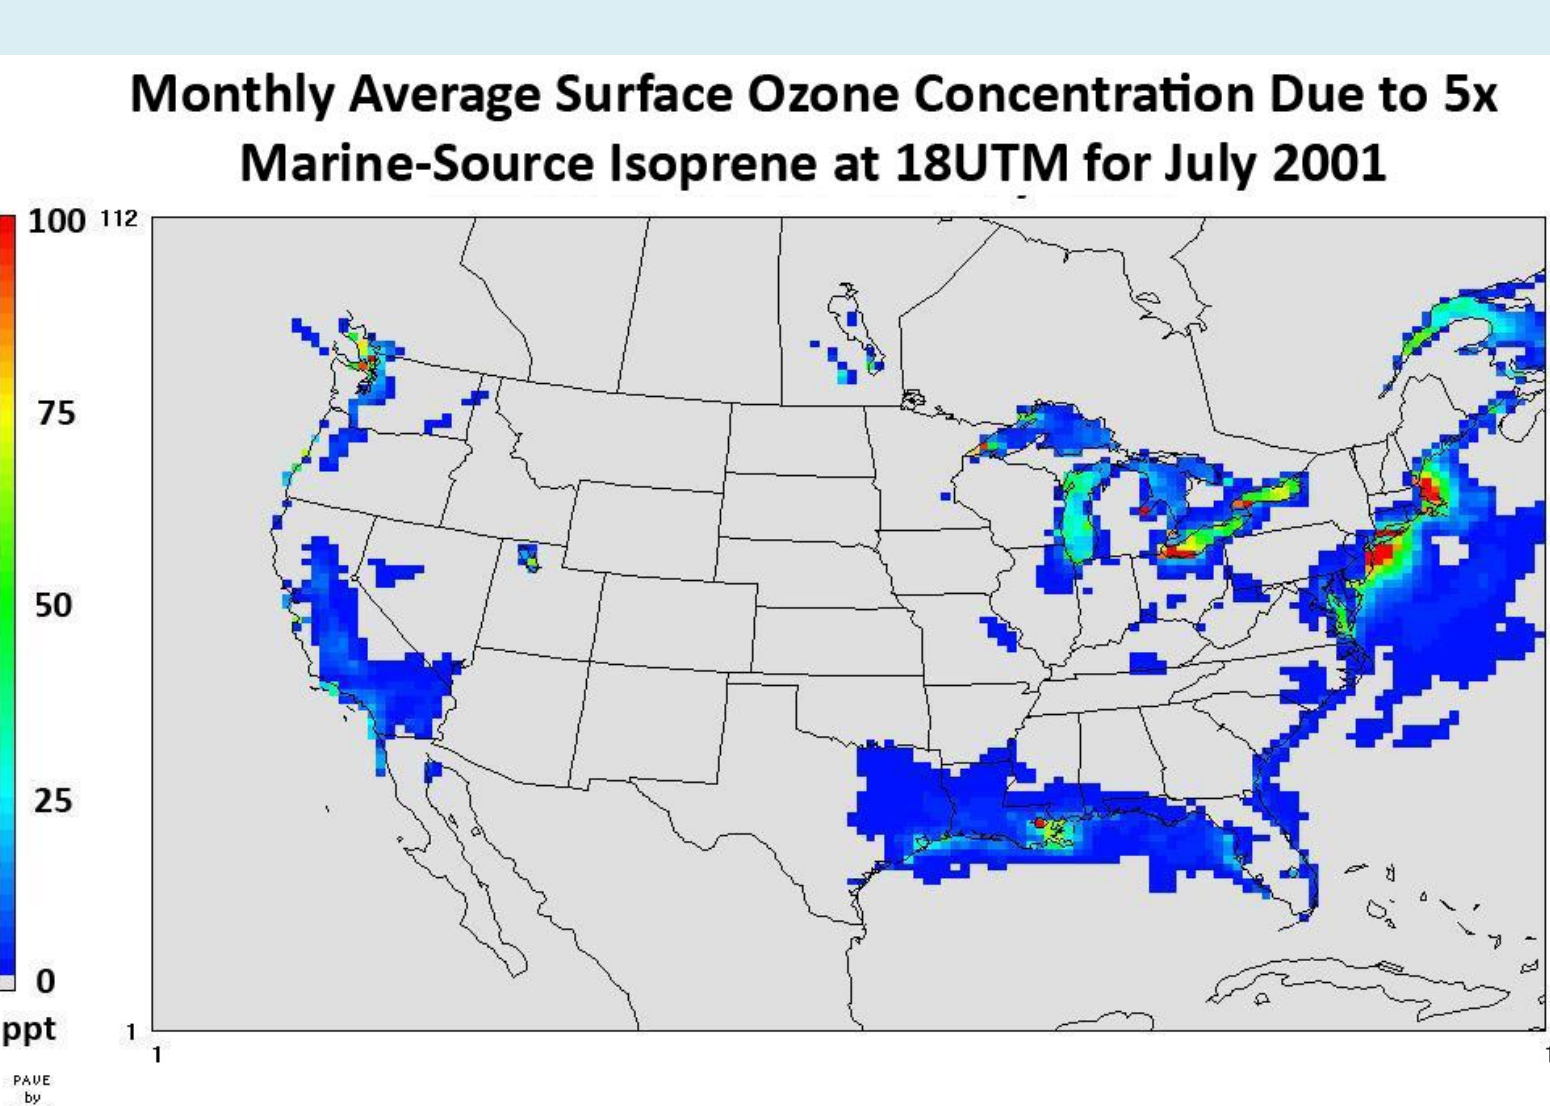 Monthly Average Surface Ozone Concentration Due to 5x
Marine-Source Isoprene at 18UTM for July 2001
100
112
75
50
25
0
ppt
1
1
1
PAVE
by